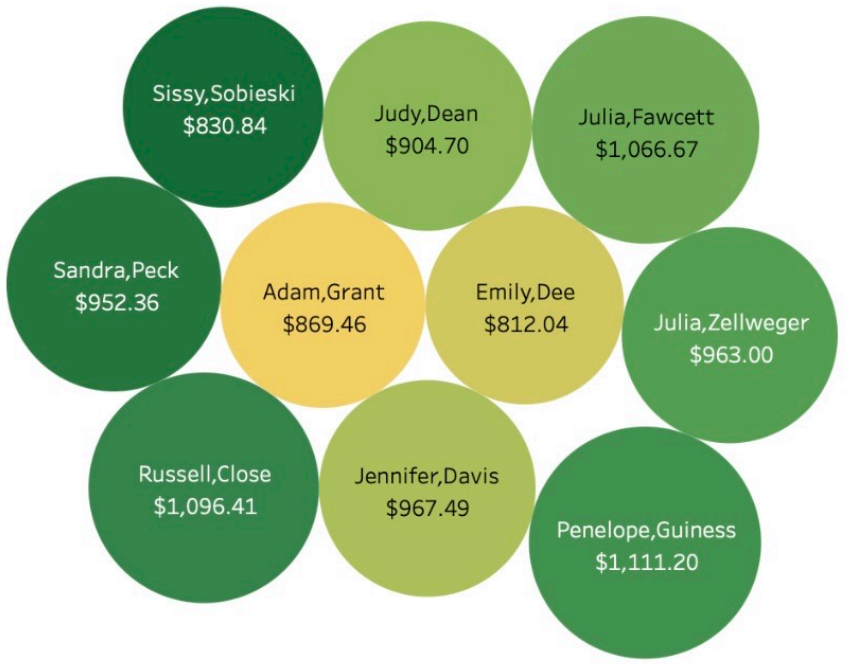 Sissy,Sobieski
$830.84
Judy,Dean
$904.70
Julia,Fawcett
$1,066.67
Sandra,Peck
$952.36
Adam,Grant
$869.46
Emily,Dee
$812.04
Julia,Zellweger
$963.00
Russell,Close
$1,096.41
Jennifer,Davis
$967.49
Penelope,Guiness
$1,111.20